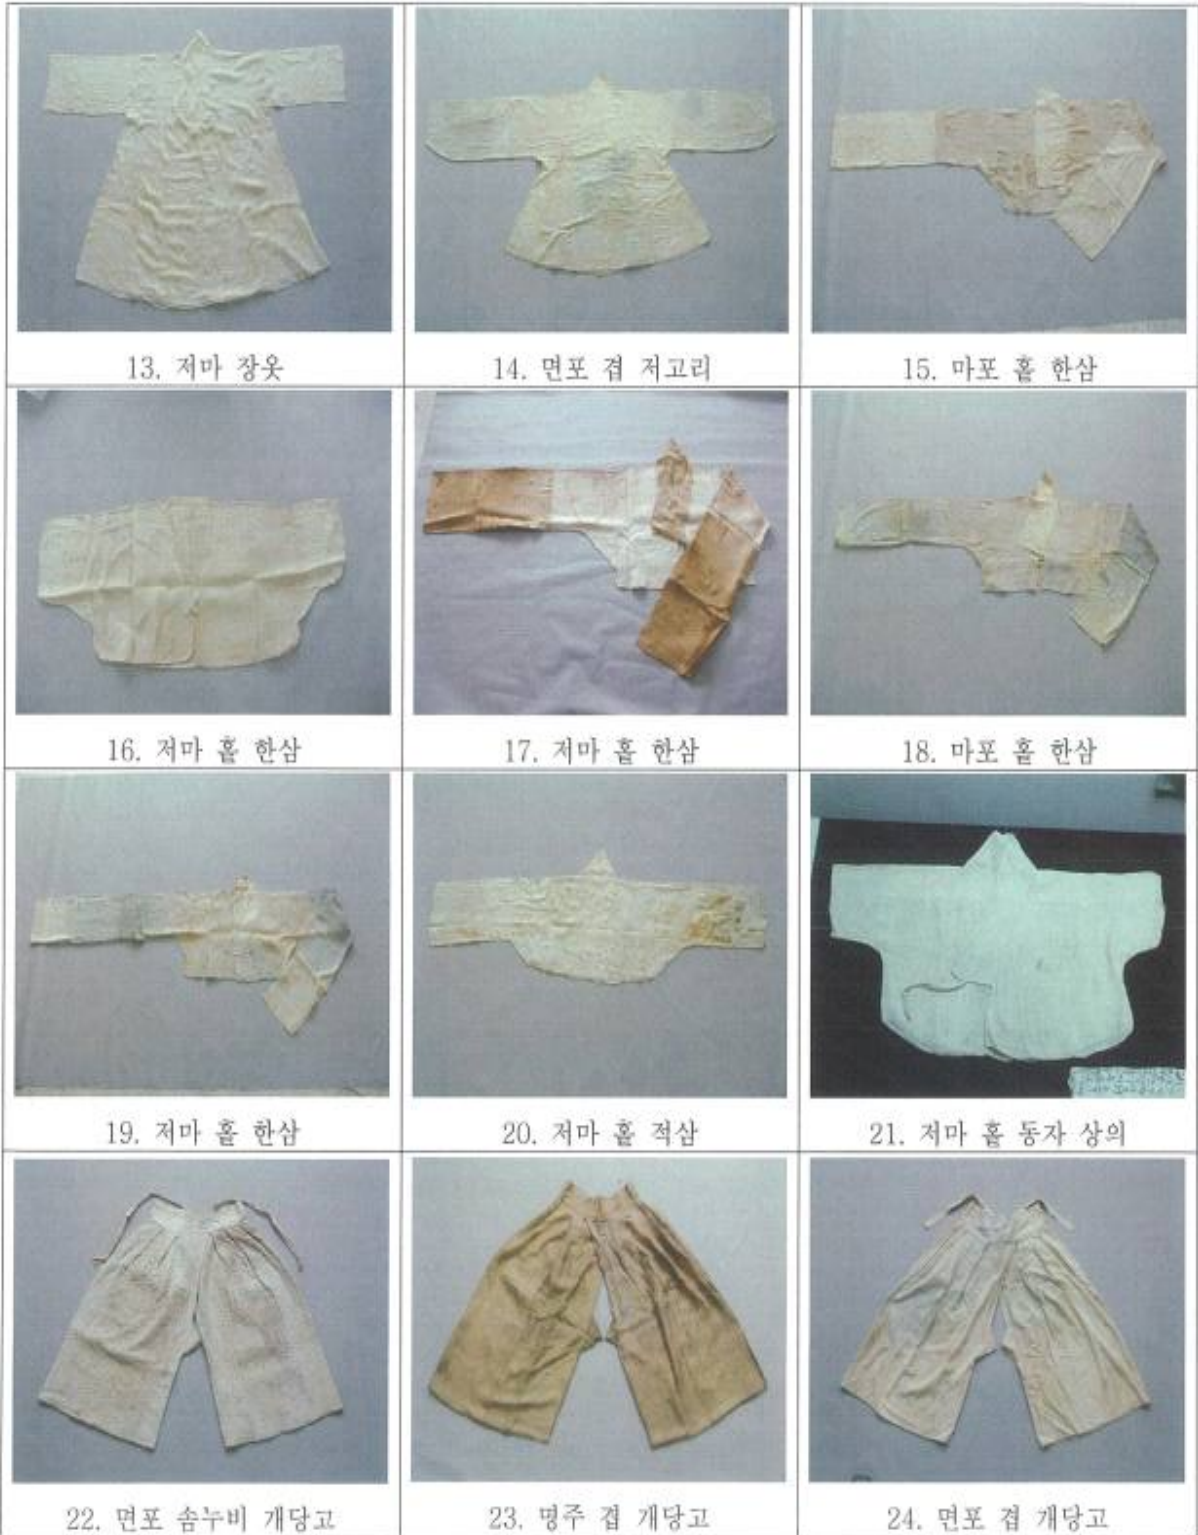 13. 저마 장옷
14. 면포 겹 저고리
15. 마포 홑 한삼
16. 저마 홑 한삼
17. 저마 홑 한삼
18. 마포 홑 한삼
19. 저마 홑 한삼
20. 저마 홑 적삼
21. 저마 홑 동자 상의
22. 면포 솜누비 개당고
23. 명주 겹 개당고
24. 면포 겹 개당고